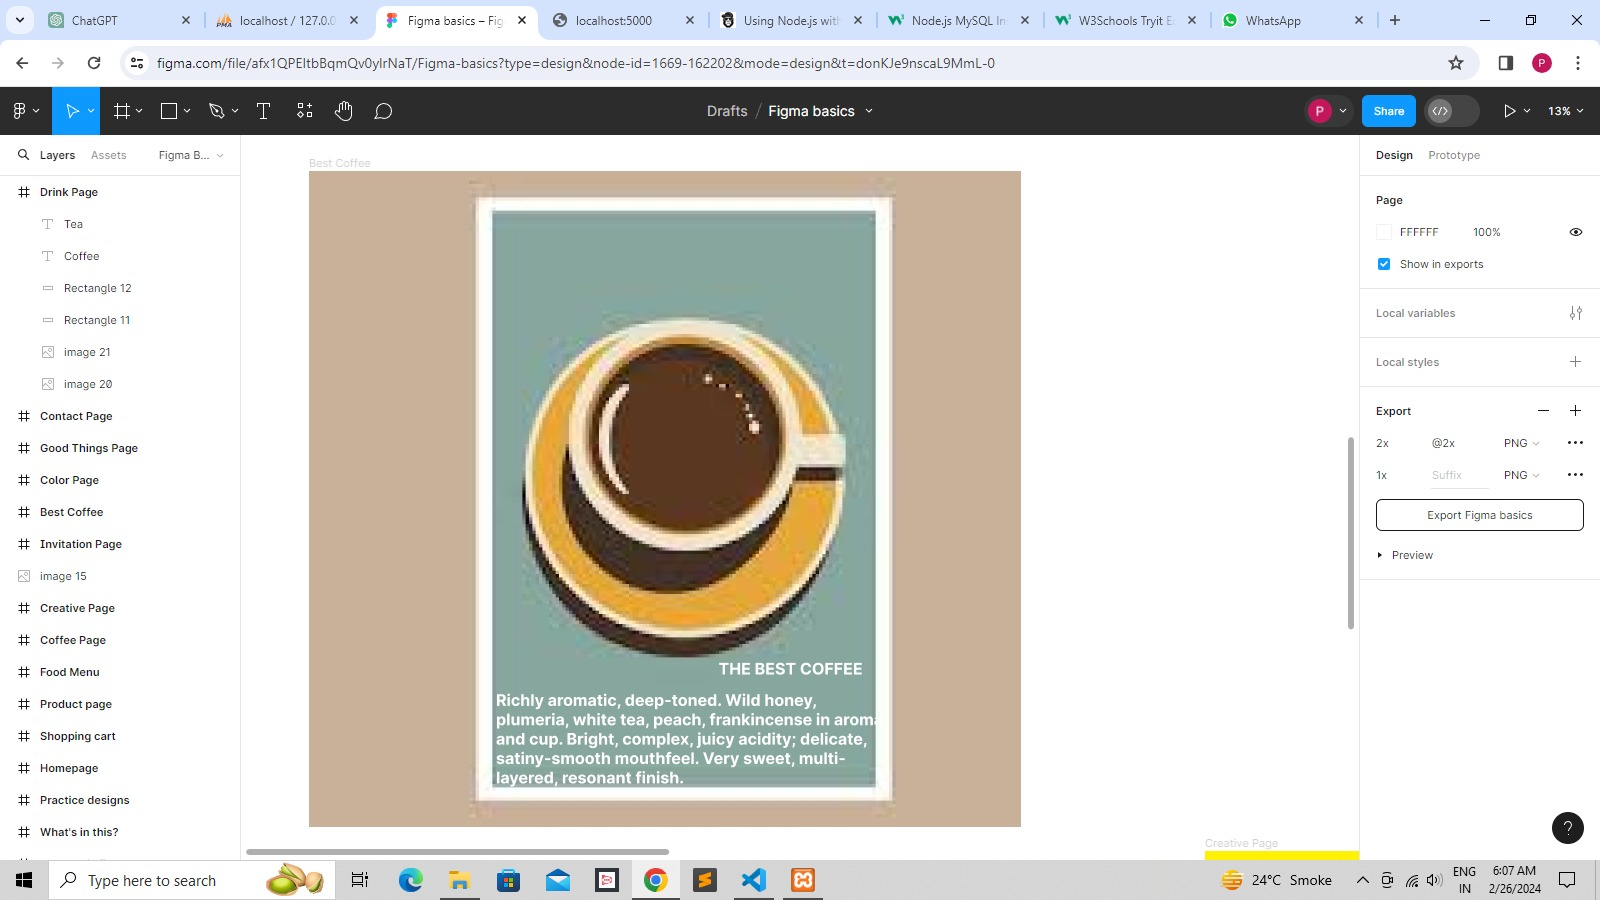 ChatGPT
localhost / 127.0.0
Figma basics – Fig
localhost:5000
Using Node.js with
Node.js MySQL In
W3Schools Tryit E
WhatsApp
figma.com/file/afx1QPEItbBqmQv0ylrNaT/Figma-basics?type=design&node-id=1669-162202&mode=design&t=donKJe9nscaL9MmL-0
P
Drafts / Figma basics
P
Share
13%
Layers
Assets
Figma B...
Drink Page
Tea
Coffee
Rectangle 12
Rectangle 11
image 21
image 20
Contact Page
Good Things Page
Color Page
Best Coffee
Invitation Page
image 15
Creative Page
Coffee Page
Food Menu
Product page
Shopping cart
Homepage
Practice designs
What's in this?
Best Coffee
THE BEST COFFEE
Richly aromatic, deep-toned. Wild honey,
plumeria, white tea, peach, frankincense in aroma
and cup. Bright, complex, juicy acidity; delicate,
satiny-smooth mouthfeel. Very sweet, multi-
layered, resonant finish.
Creative Page
Design
Prototype
Page
FFFFFF 100%
Show in exports
Local variables
Local styles
Export
2x @2x PNG
1x Suffix PNG
Export Figma basics
Preview
?
Type here to search
24°C Smoke
ENG
IN
6:07 AM
2/26/2024